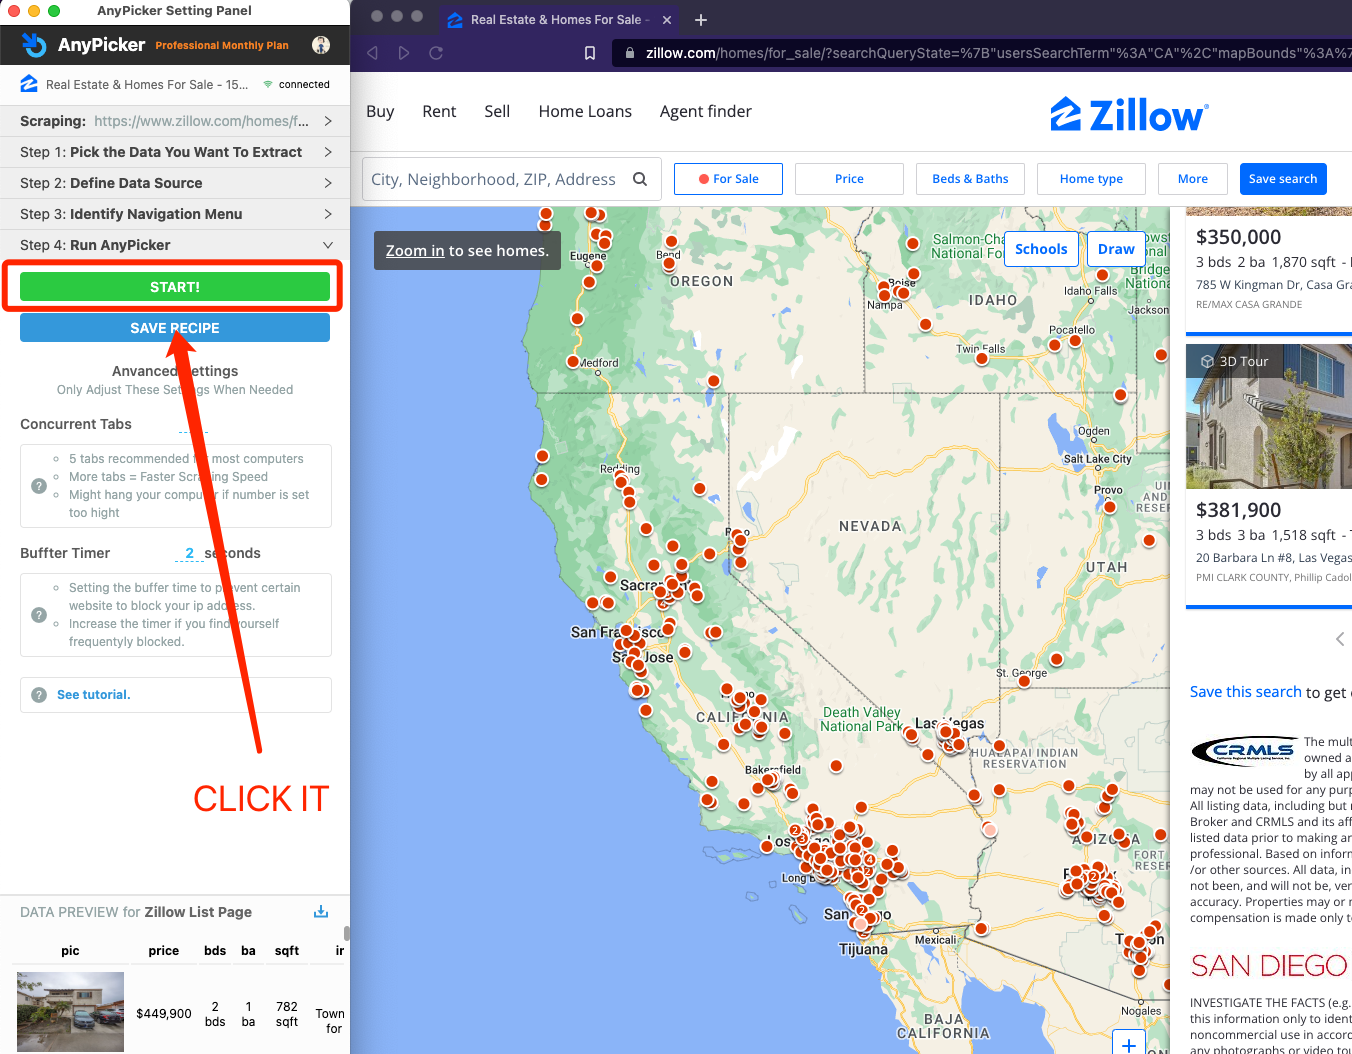 AnyPicker Setting Panel
AnyPicker Professional Monthly Plan
Real Estate & Homes For Sale - 15... connected
Scraping: https://www.zillow.com/homes/f...
Step 1: Pick the Data You Want To Extract
Step 2: Define Data Source
Step 3: Identify Navigation Menu
Step 4: Run AnyPicker
START!
SAVE RECIPE
Anvanced Settings
Only Adjust These Settings When Needed
Concurrent Tabs
5 tabs recommended for most computers
More tabs = Faster Scraping Speed
Might hang your computer if number is set
too hight
Buffter Timer 2 seconds
Setting the buffer time to prevent certain
website to block your ip address.
Increase the timer if you find yourself
frequentyly blocked.
See tutorial.
CLICK IT
DATA PREVIEW for Zillow List Page
pic price bds ba sqft ir
$449,900 2 bds 1 ba 782 sqft Town for
Real Estate & Homes For Sale -
zillow.com/homes/for_sale/?searchQueryState=%7B"usersSearchTerm"%3A"CA"%2C"mapBounds"%3A%7
Buy Rent Sell Home Loans Agent finder
Zillow
City, Neighborhood, ZIP, Address
For Sale Price Beds & Baths Home type More Save search
Zoom in to see homes.
Schools Draw
Eugene
Bend
OREGON
Salmon-Cha
National Fo
Boise
Nampa
IDAHO
Idaho Falls
Bridge
Nationa
Jackson
Pocatello
Twin Falls
Medford
Ogden
Salt Lake City
Provo
Redding
NEVADA
UTAH
San Francisco
San Jose
St. George
CALIFORNIA
Death Valley
National Park
Las Vegas
HUALAPAI INDIAN
RESERVATION
Bakersfield
ARIZONA
FORT
RESER
Long B
San Diego
Tijuana
Mexicali
Nogales
BAJA
CALIFORNIA
2
3
4
2
2
2
$350,000
3 bds 2 ba 1,870 sqft -
785 W Kingman Dr, Casa Gra
RE/MAX CASA GRANDE
3D Tour
$381,900
3 bds 3 ba 1,518 sqft - T
20 Barbara Ln #8, Las Vegas
PMI CLARK COUNTY, Phillip Cadol
Save this search to get
CRMLS
The mult
owned a
by all app
may not be used for any purp
All listing data, including but n
Broker and CRMLS and its aff
listed data prior to making an
professional. Based on inform
/or other sources. All data, in
not been, and will not be, ver
accuracy. Properties may or m
compensation is made only to
SAN DIEGO
INVESTIGATE THE FACTS (e.g.
this information only to ident
noncommercial use in accord
any photographs or video tou